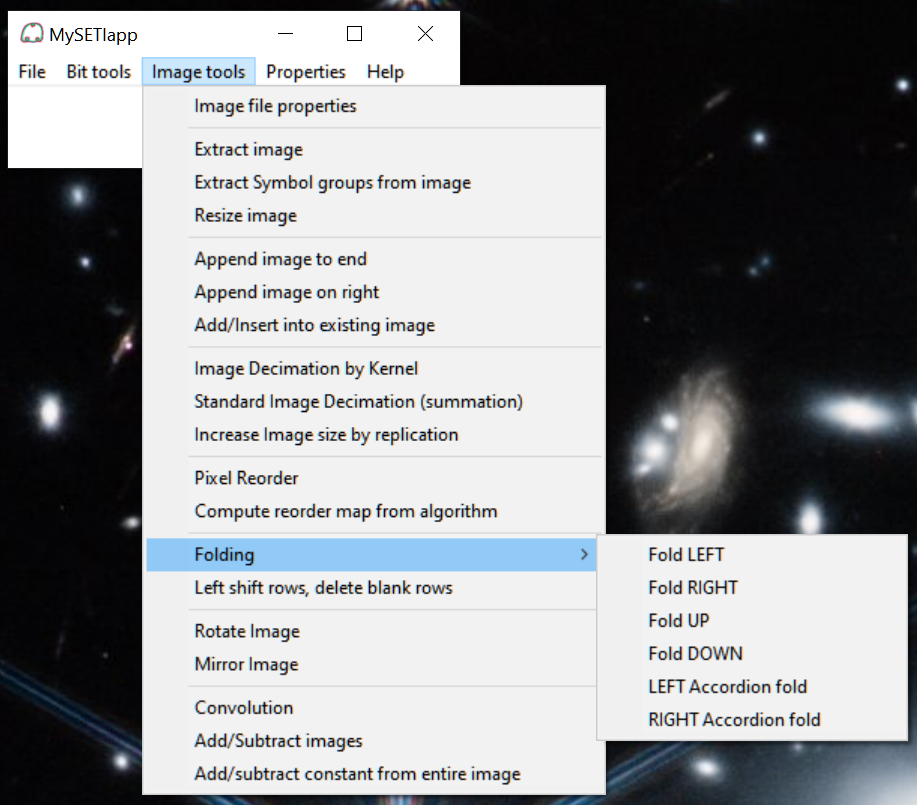 MySETIapp
File Bit tools Image tools Properties Help
Image file properties
Extract image
Extract Symbol groups from image
Resize image
Append image to end
Append image on right
Add/Insert into existing image
Image Decimation by Kernel
Standard Image Decimation (summation)
Increase Image size by replication
Pixel Reorder
Compute reorder map from algorithm
Folding
Left shift rows, delete blank rows
Rotate Image
Mirror Image
Convolution
Add/Subtract images
Add/subtract constant from entire image
Fold LEFT
Fold RIGHT
Fold UP
Fold DOWN
LEFT Accordion fold
RIGHT Accordion fold